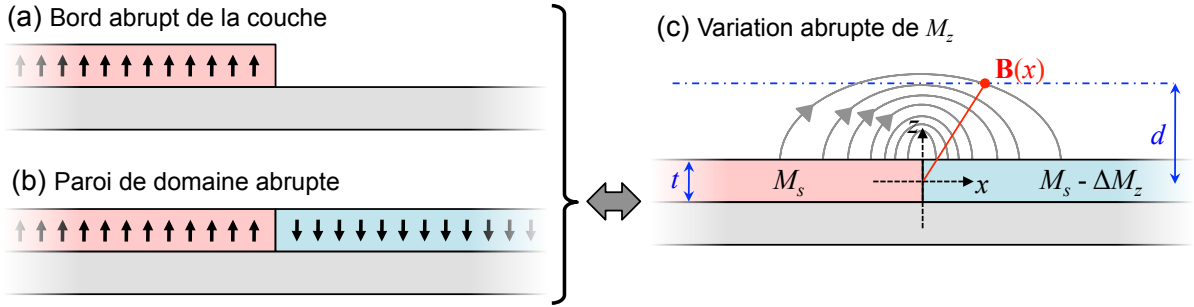 (a) Bord abrupt de la couche
(b) Paroi de domaine abrupte
(c) Variation abrupte de M_z
B(x)
z
d
t
M_s
x
M_s - ΔM_z